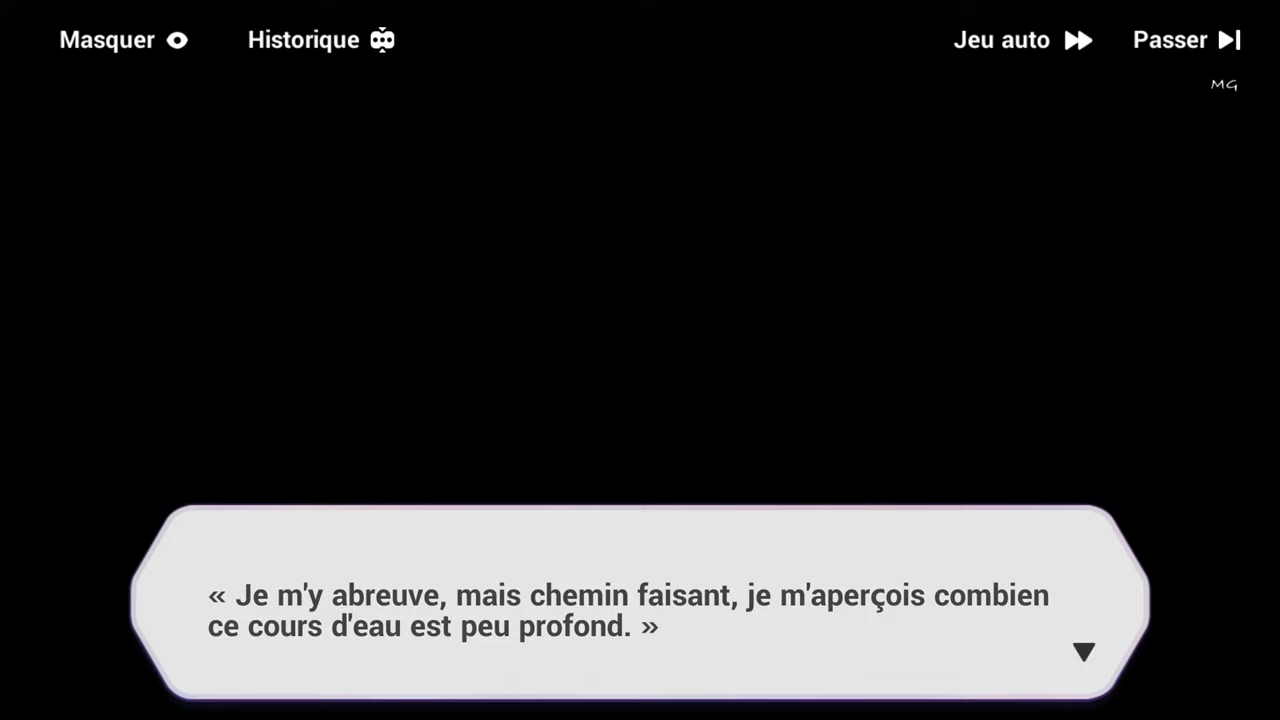 Masquer
Historique
Jeu auto
Passer
MG
« Je m'y abreuve, mais chemin faisant, je m'aperçois combien
ce cours d'eau est peu profond. »